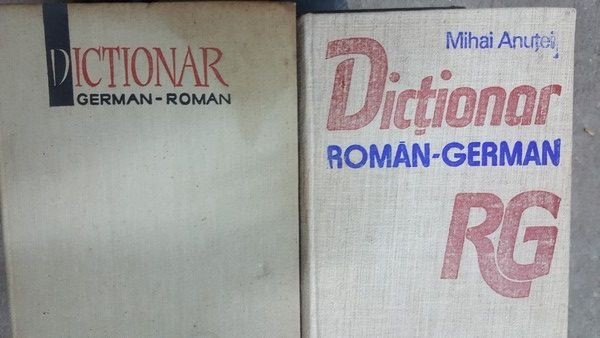 DICTIONAR
GERMAN-ROMAN
Mihai Anuței
Dicționar
ROMÂN-GERMAN
RG